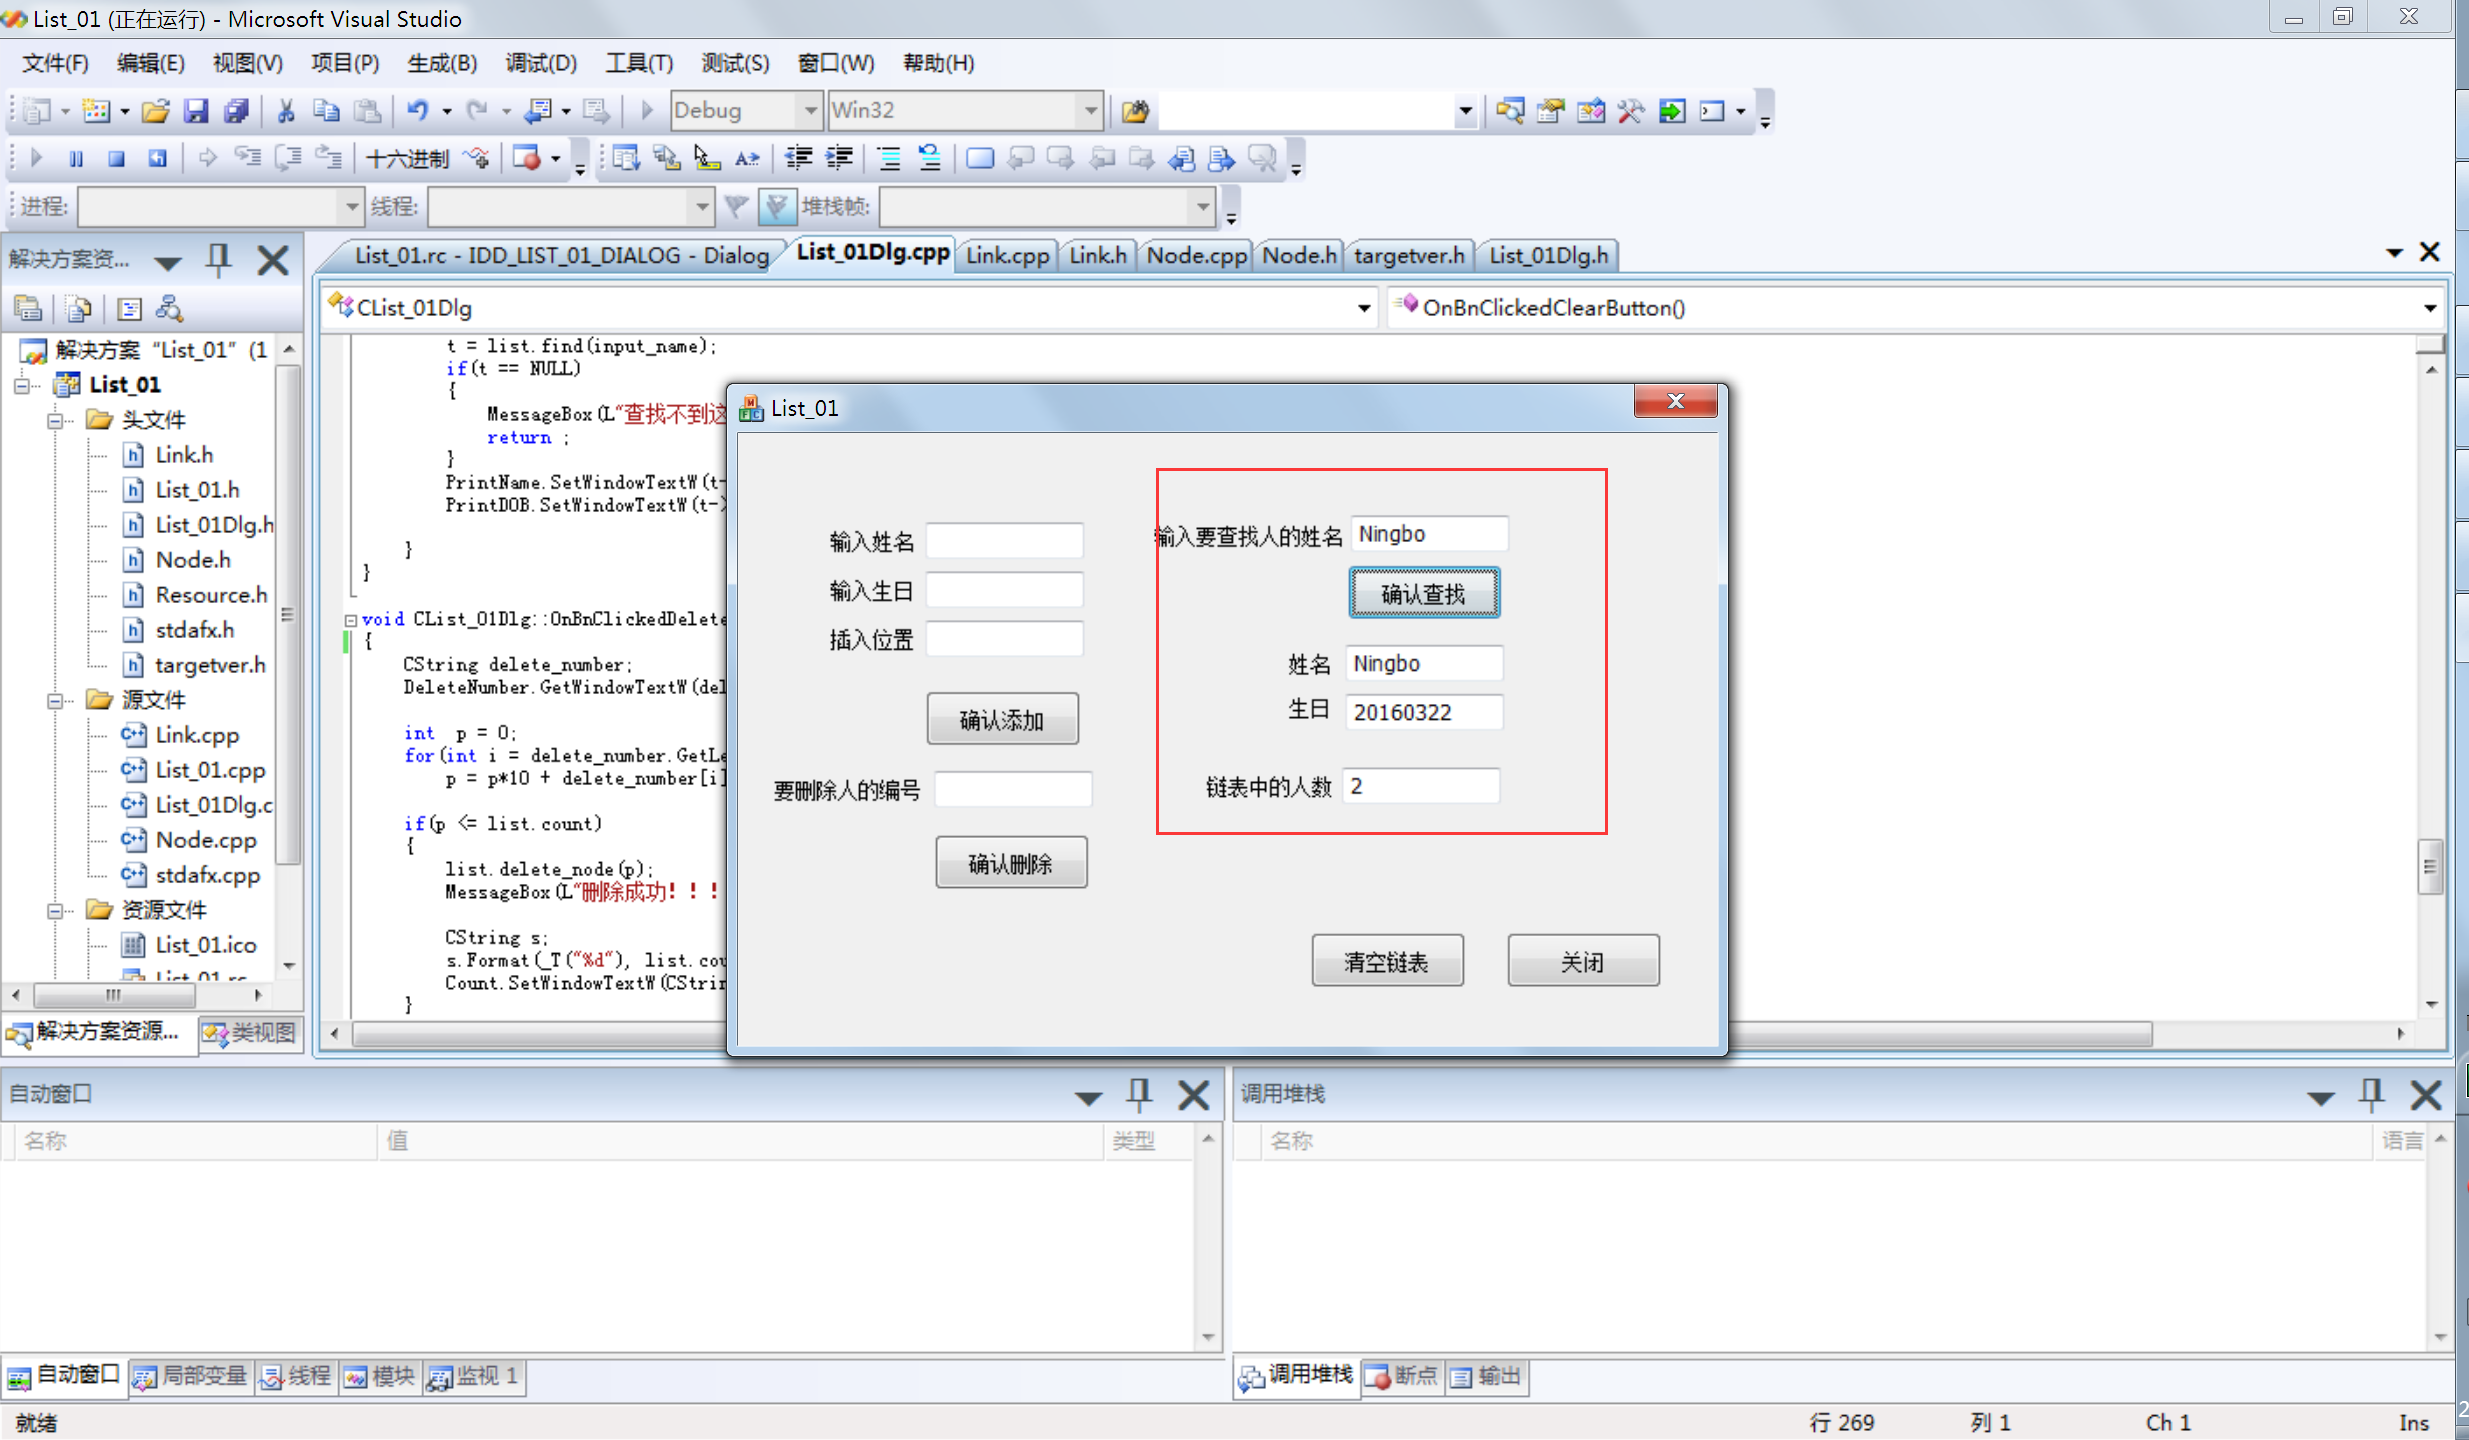 List_01 (正在运行) - Microsoft Visual Studio
文件(F) 编辑(E) 视图(V) 项目(P) 生成(B) 调试(D) 工具(T) 测试(S) 窗口(W) 帮助(H)
Debug Win32
十六进制
进程: 线程: 堆栈帧:
解决方案资...
List_01.rc - IDD_LIST_01_DIALOG - Dialog List_01Dlg.cpp Link.cpp Link.h Node.cpp Node.h targetver.h List_01Dlg.h
CList_01Dlg OnBnClickedClearButton()
解决方案 "List_01" (1
List_01
头文件
Link.h
List_01.h
List_01Dlg.h
Node.h
Resource.h
stdafx.h
targetver.h
源文件
Link.cpp
List_01.cpp
List_01Dlg.c
Node.cpp
stdafx.cpp
资源文件
List_01.ico
List_01.rc
解决方案资源... 类视图
t = list.find(input_name);
if(t == NULL)
{
MessageBox(L"查找不到这
return ;
}
PrintName.SetWindowTextW(t-
PrintDOB.SetWindowTextW(t->
}
}
void CList_01Dlg::OnBnClickedDelete
{
CString delete_number;
DeleteNumber.GetWindowTextW(del
int p = 0;
for(int i = delete_number.GetLe
p = p*10 + delete_number[i]
if(p <= list.count)
{
list.delete_node(p);
MessageBox(L"删除成功！！！
CString s;
s.Format(_T("%d"), list.cou
Count.SetWindowTextW(CStrin
}
List_01
输入姓名
输入生日
插入位置
确认添加
要删除人的编号
确认删除
输入要查找人的姓名 Ningbo
确认查找
姓名 Ningbo
生日 20160322
链表中的人数 2
清空链表 关闭
自动窗口
名称 值 类型
自动窗口 局部变量 线程 模块 监视 1
调用堆栈
名称 语言
调用堆栈 断点 输出
就绪 行 269 列 1 Ch 1 Ins